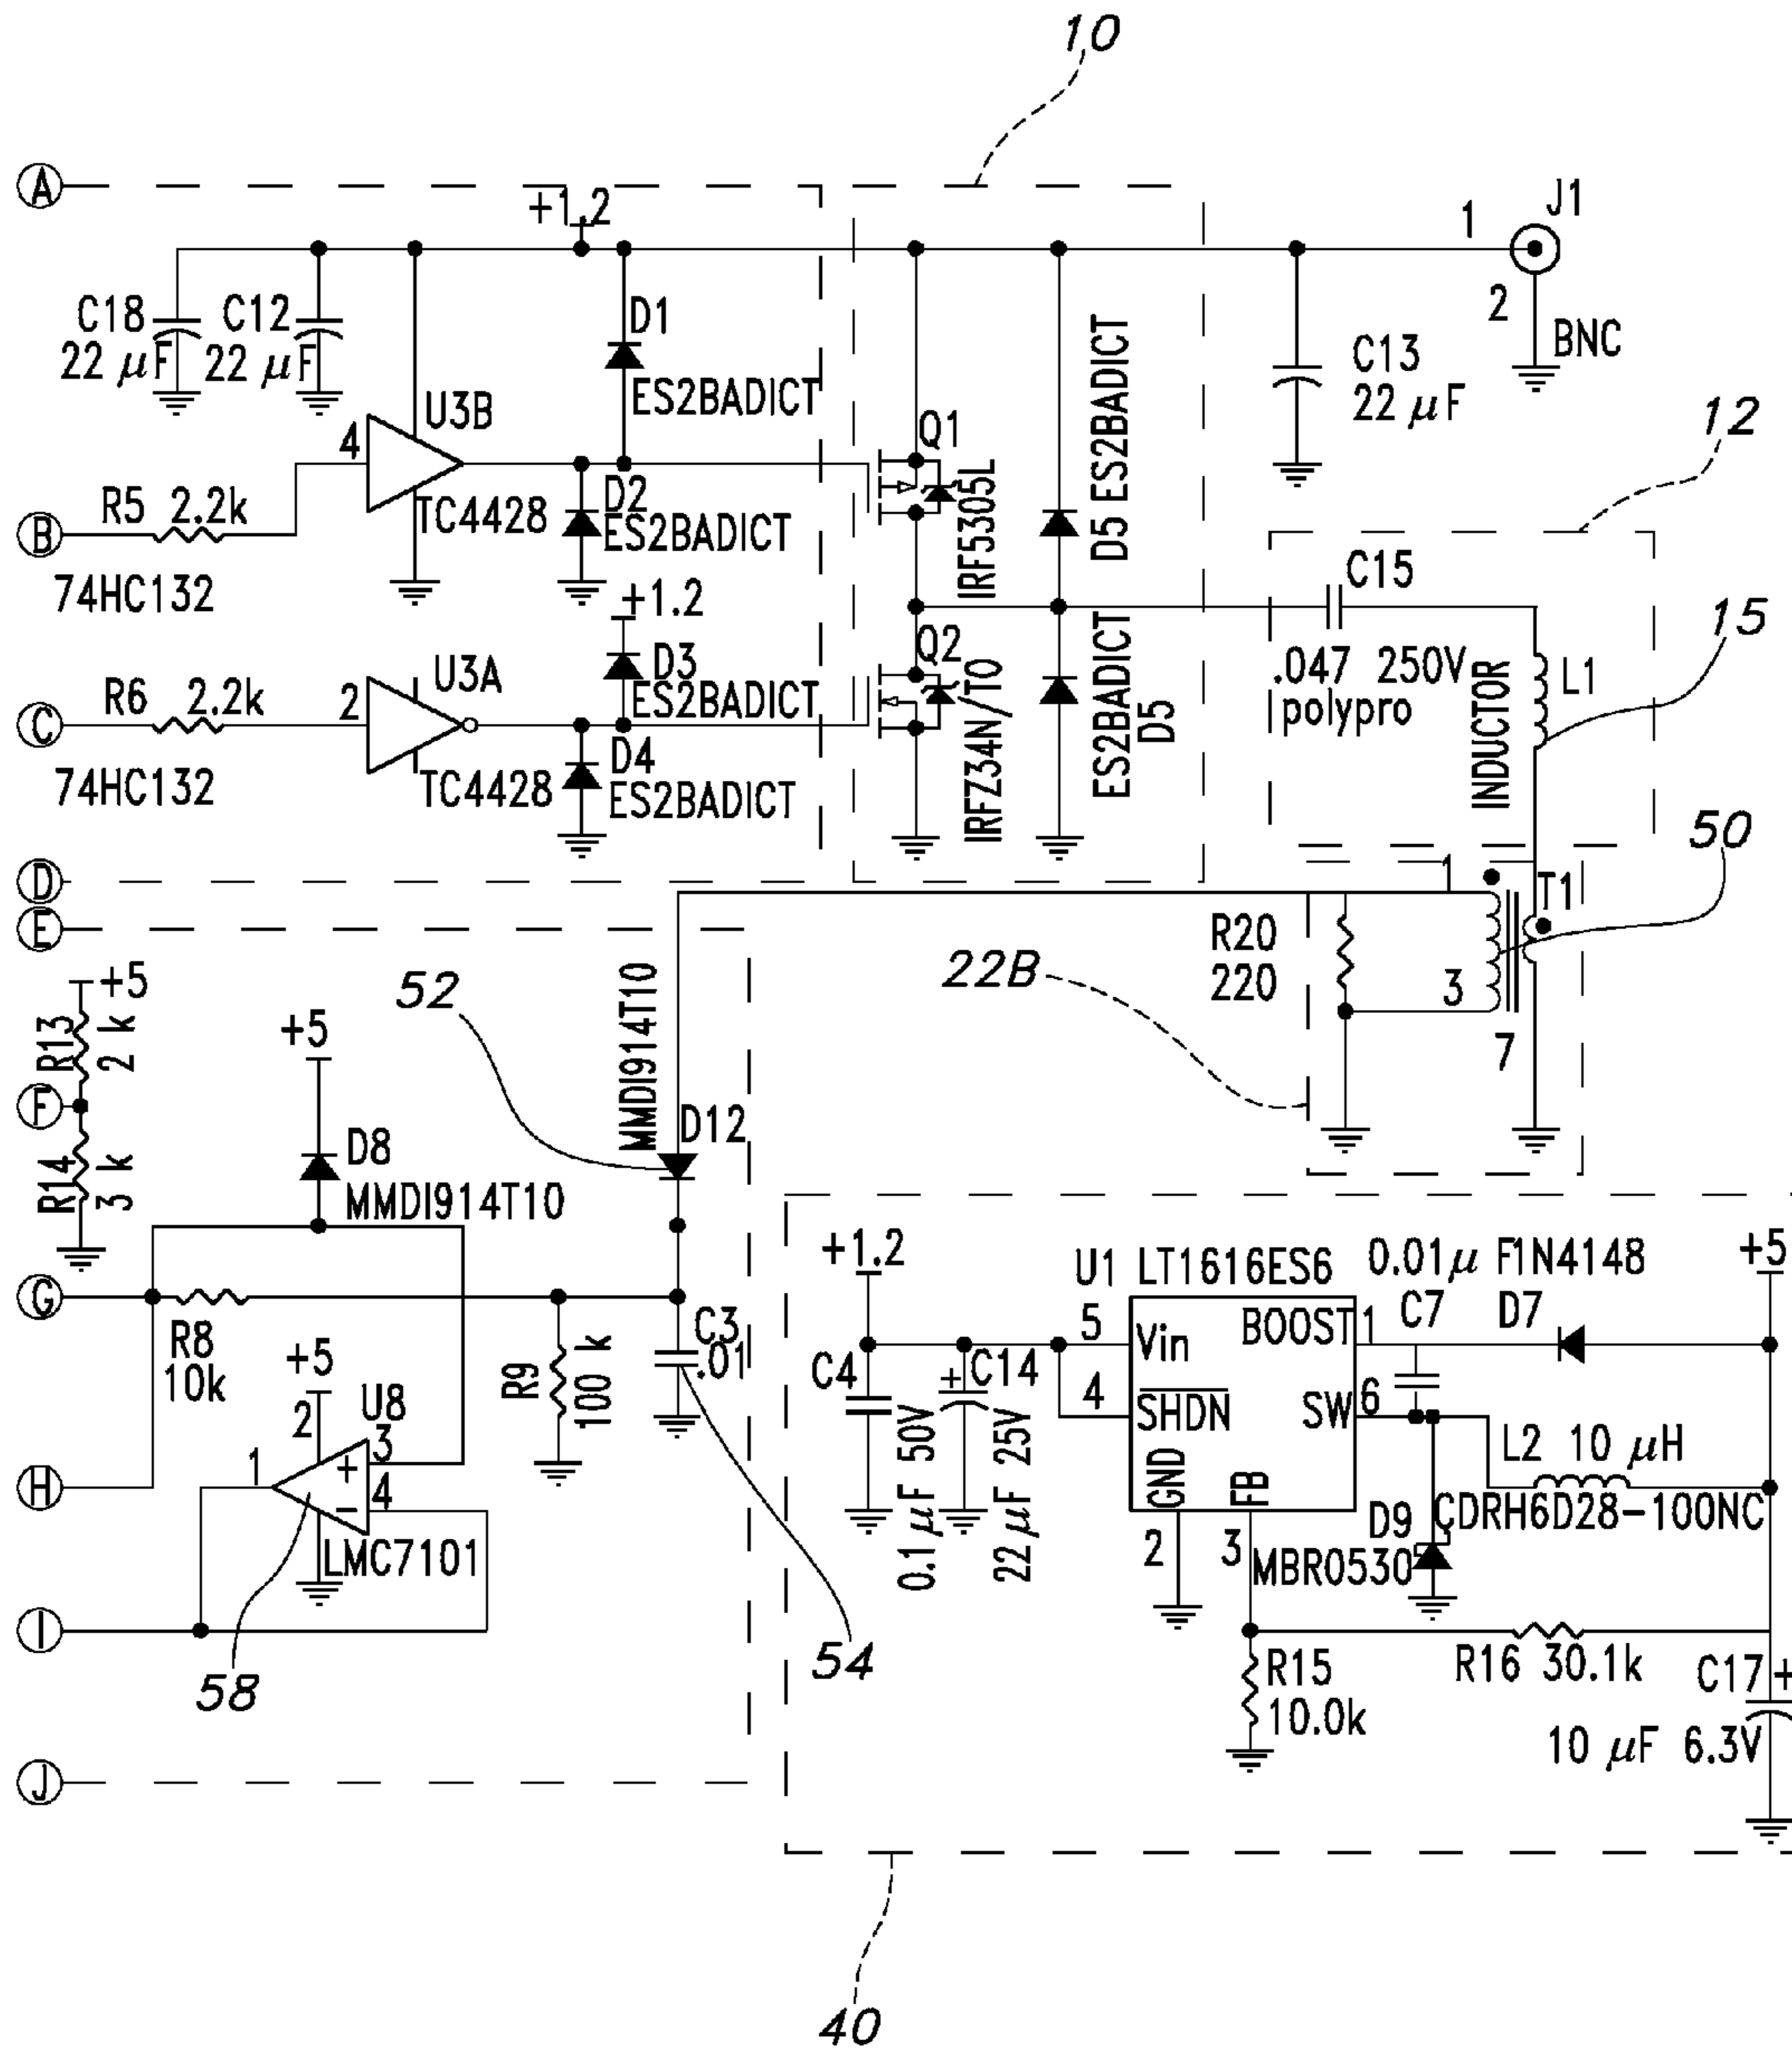 10
A
+1.2
1
J1
2
BNC
C18
22 μF
C12
22 μF
D1
ES2BADICT
D5 ES2BADICT
C13
22 μF
12
U3B
4
Q1
IRF5305L
R5 2.2k
B
TC4428
D2
ES2BADICT
74HC132
+1.2
C15
15
U3A
D3
ES2BADICT
Q2
IRFZ34N/TO
ES2BADICT
D5
.047 250V
polypro
INDUCTOR
L1
R6 2.2k
2
C
74HC132
TC4428
D4
ES2BADICT
50
D
1
T1
E
R20
220
22B
3
7
+5
52
MMDI914T10
R13
2 k
+5
F
D12
D8
R14
3 k
MMDI914T10
+1.2
U1 LT1616ES6
0.01μ F
1N4148
+5
G
C7
D7
5
Vin
BOOST
1
R8
10k
+5
C3
.01
C4
+
C14
4
SHDN
SW
6
R9
100 k
2
U8
3
L2 10 μH
1
+
H
4
−
0.1 μF 50V
22 μF 25V
GND
FB
D9
CDRH6D28-100NC
LMC7101
2
3
MBR0530
I
54
58
R15
10.0k
R16 30.1k
C17
+
10 μF 6.3V
J
40